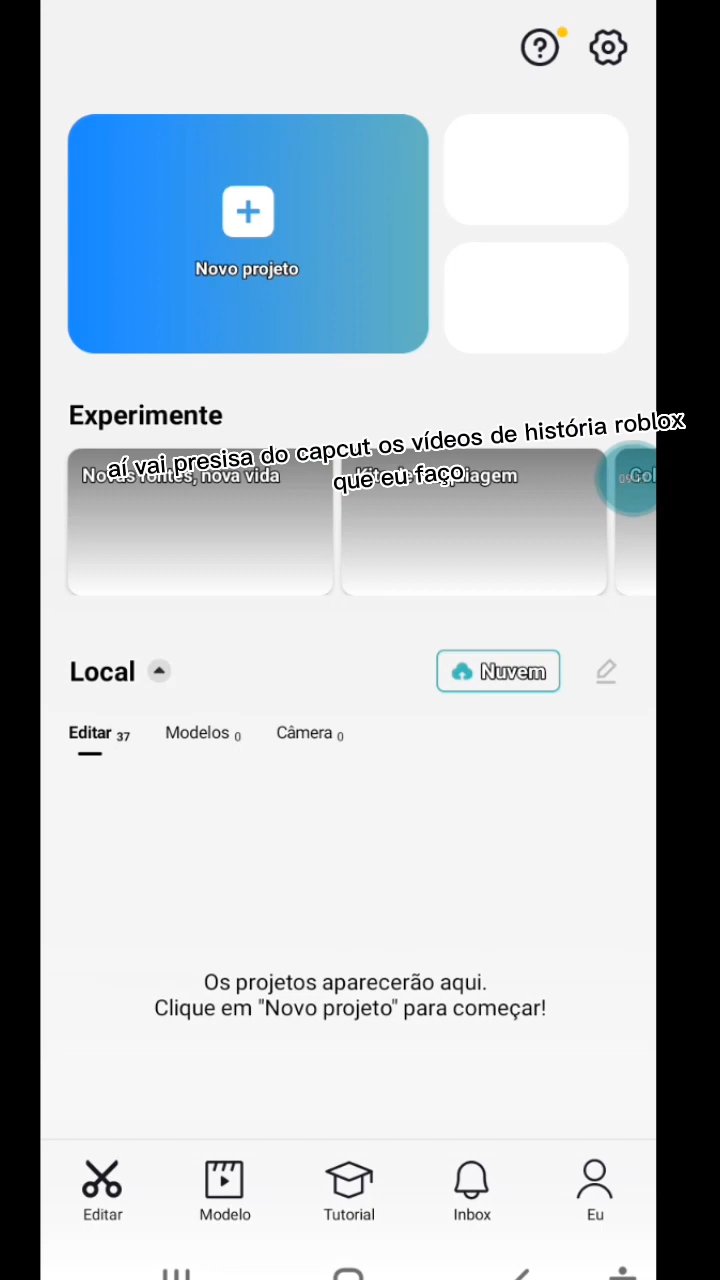 Novo projeto
Experimente
aí vai presisa do capcut os vídeos de história roblox
que eu faço
Novas fontes, nova vida
Local
Nuvem
Editar 37
Modelos 0
Câmera 0
Os projetos aparecerão aqui.
Clique em "Novo projeto" para começar!
Editar
Modelo
Tutorial
Inbox
Eu